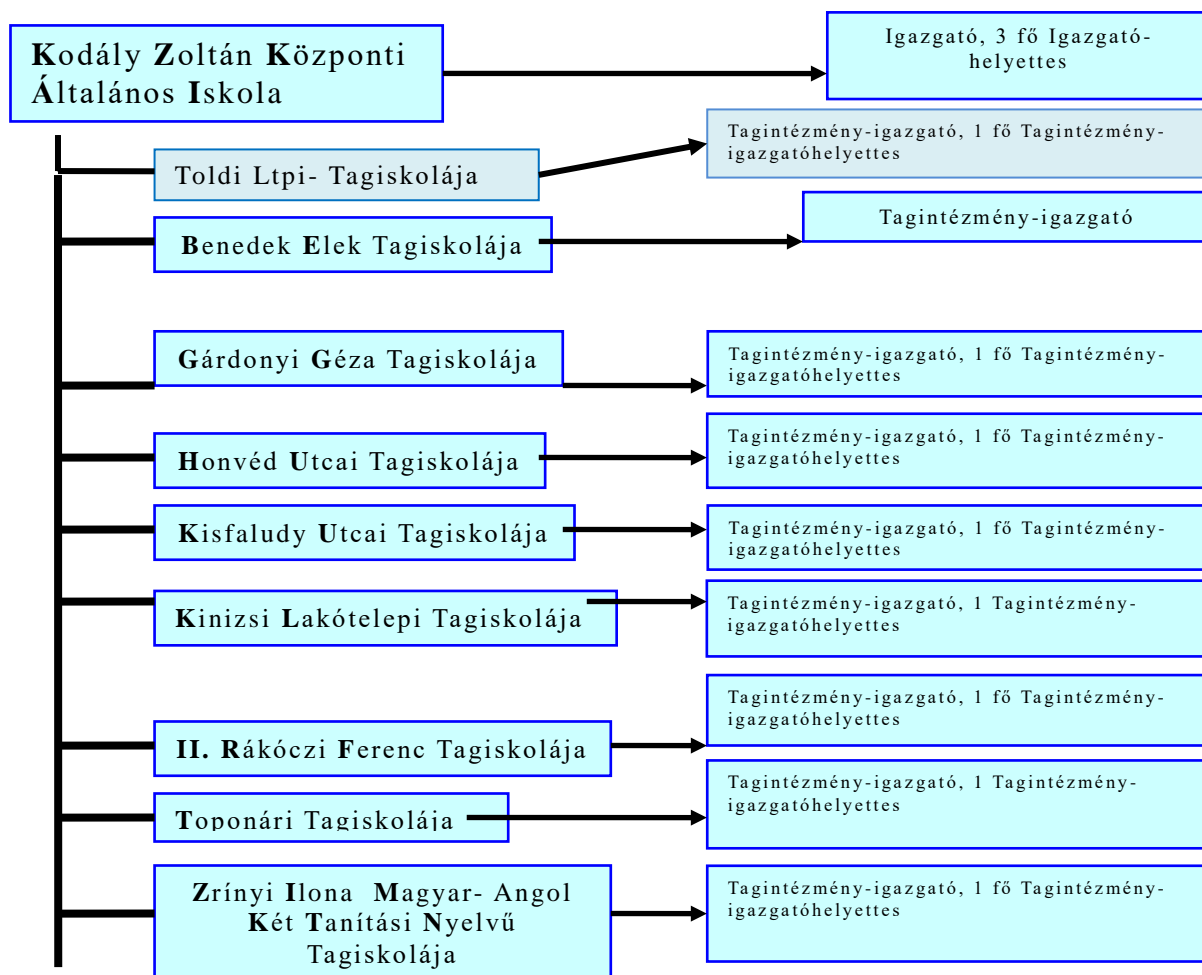 Kodály Zoltán Központi
Általános Iskola
Igazgató, 3 fő Igazgató-
helyettes
Toldi Ltpi- Tagiskolája
Tagintézmény-igazgató, 1 fő Tagintézmény-
igazgatóhelyettes
Benedek Elek Tagiskolája
Tagintézmény-igazgató
Gárdonyi Géza Tagiskolája
Tagintézmény-igazgató, 1 fő Tagintézmény-
igazgatóhelyettes
Honvéd Utcai Tagiskolája
Tagintézmény-igazgató, 1 fő Tagintézmény-
igazgatóhelyettes
Kisfaludy Utcai Tagiskolája
Tagintézmény-igazgató, 1 fő Tagintézmény-
igazgatóhelyettes
Kinizsi Lakótelepi Tagiskolája
Tagintézmény-igazgató, 1 Tagintézmény-
igazgatóhelyettes
II. Rákóczi Ferenc Tagiskolája
Tagintézmény-igazgató, 1 fő Tagintézmény-
igazgatóhelyettes
Toponári Tagiskolája
Tagintézmény-igazgató, 1 Tagintézmény-
igazgatóhelyettes
Zrínyi Ilona Magyar- Angol
Két Tanítási Nyelvű
Tagiskolája
Tagintézmény-igazgató, 1 fő Tagintézmény-
igazgatóhelyettes